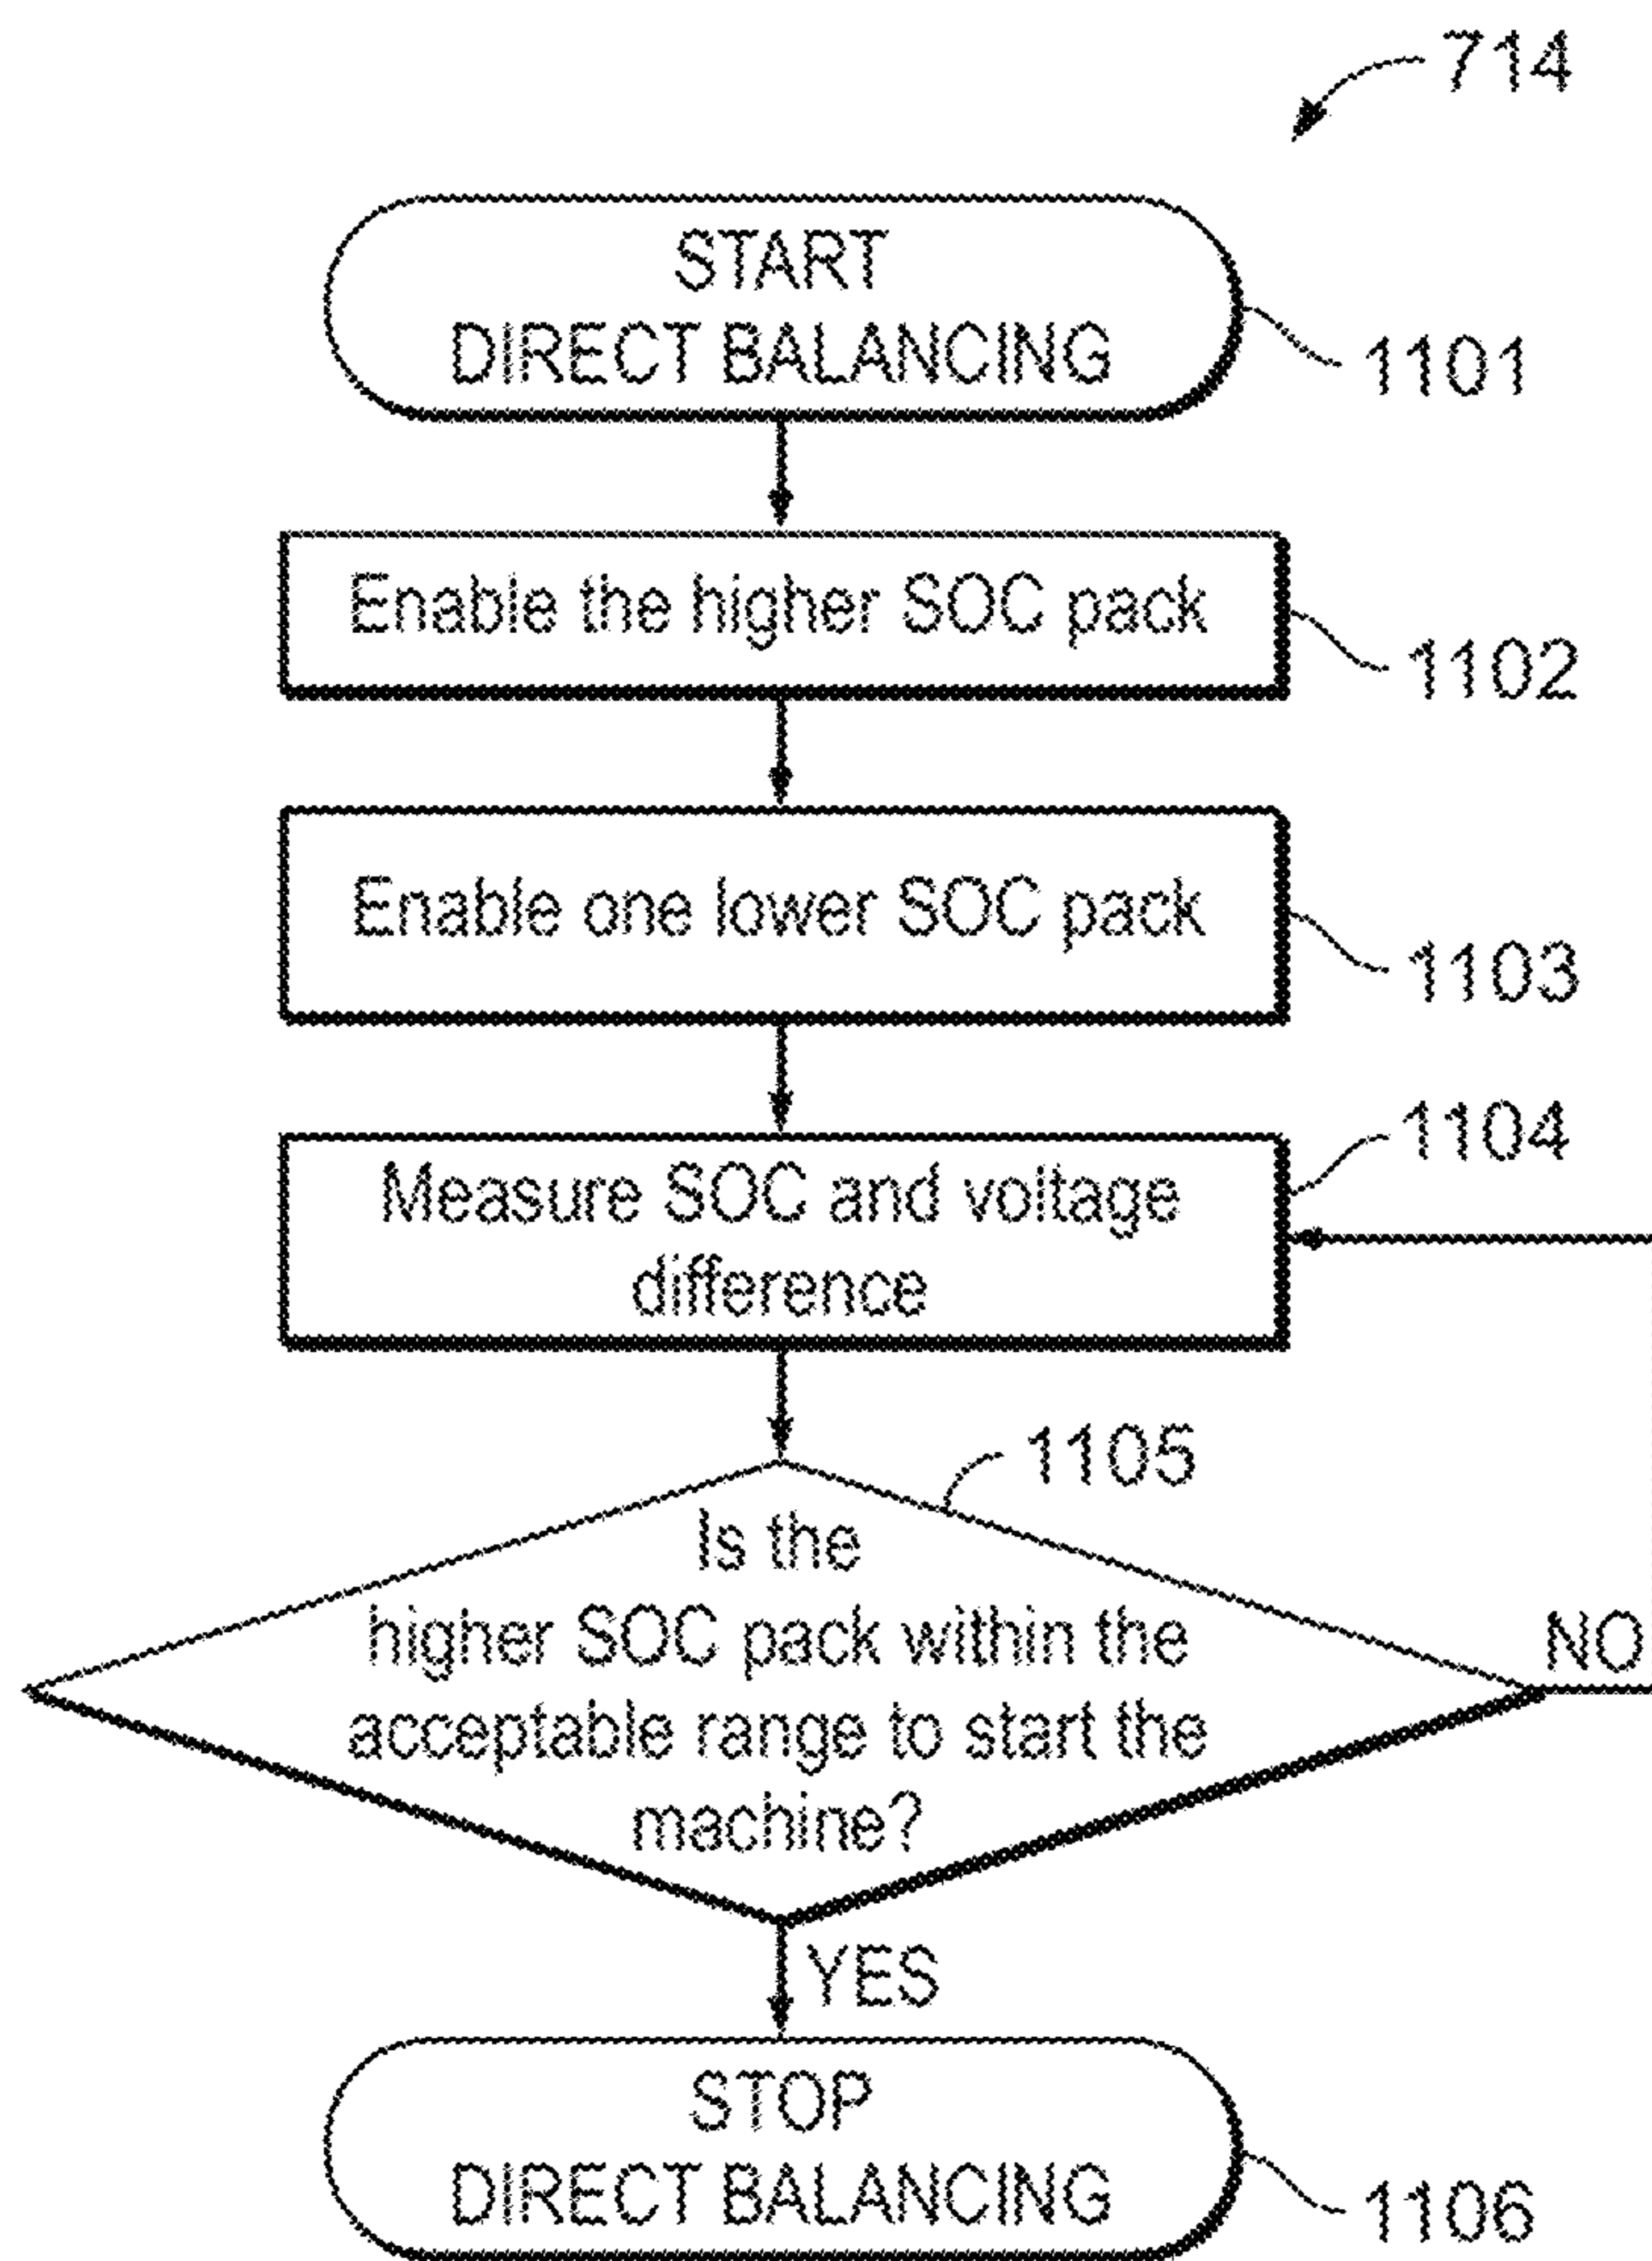 714
START
DIRECT BALANCING
1101
Enable the higher SOC pack
1102
Enable one lower SOC pack
1103
1104
Measure SOC and voltage
difference
1105
Is the
higher SOC pack within the
acceptable range to start the
machine?
NO
YES
STOP
DIRECT BALANCING
1106